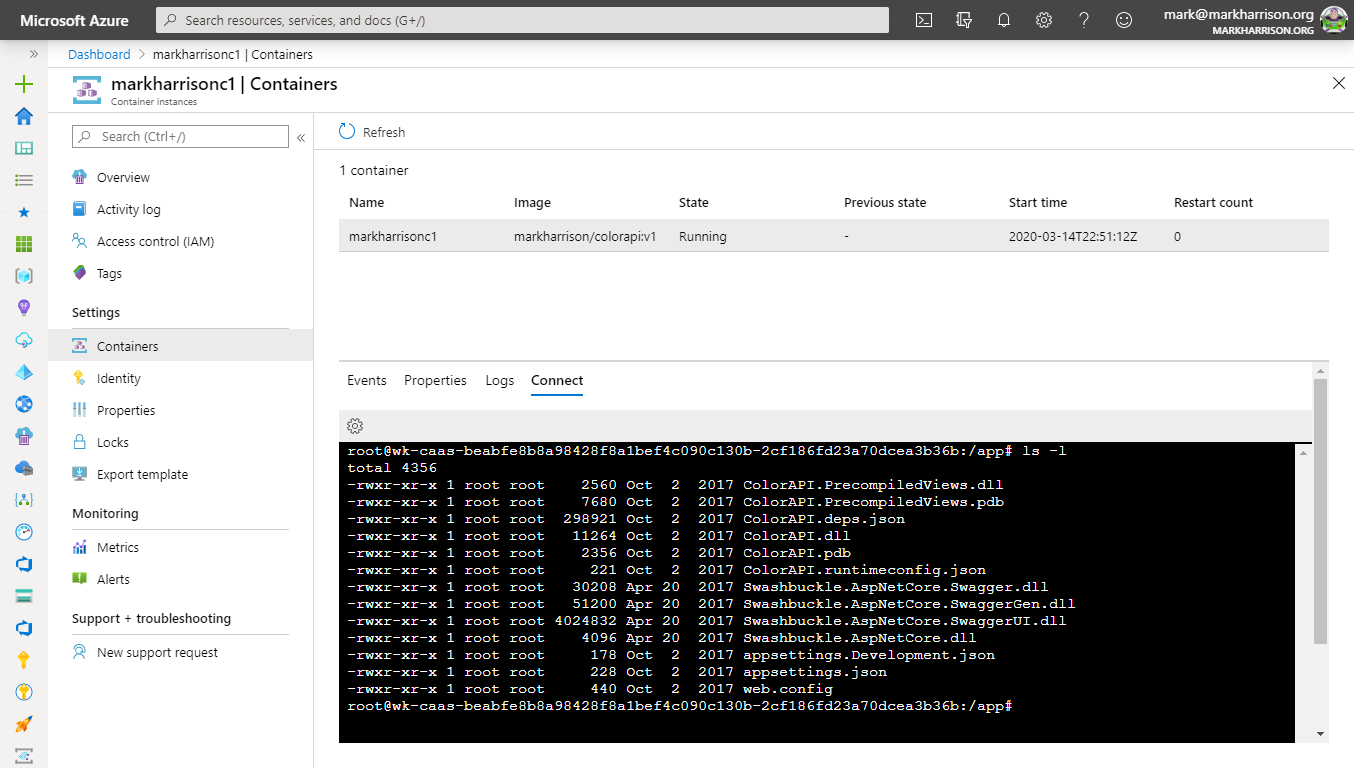 Microsoft Azure
Search resources, services, and docs (G+/)
mark@markharrison.org
MARKHARRISON.ORG
Dashboard > markharrisonc1 | Containers
markharrisonc1 | Containers
Container instances
Search (Ctrl+/)
Overview
Activity log
Access control (IAM)
Tags
Settings
Containers
Identity
Properties
Locks
Export template
Monitoring
Metrics
Alerts
Support + troubleshooting
New support request
Refresh
1 container
Name Image State Previous state Start time Restart count
markharrisonc1 markharrison/colorapi:v1 Running - 2020-03-14T22:51:12Z 0
Events Properties Logs Connect
root@wk-caas-beabfe8b8a98428f8a1bef4c090c130b-2cf186fd23a70dcea3b36b:/app# ls -l
total 4356
-rwxr-xr-x 1 root root    2560 Oct  2  2017 ColorAPI.PrecompiledViews.dll
-rwxr-xr-x 1 root root    7680 Oct  2  2017 ColorAPI.PrecompiledViews.pdb
-rwxr-xr-x 1 root root  298921 Oct  2  2017 ColorAPI.deps.json
-rwxr-xr-x 1 root root   11264 Oct  2  2017 ColorAPI.dll
-rwxr-xr-x 1 root root    2356 Oct  2  2017 ColorAPI.pdb
-rwxr-xr-x 1 root root     221 Oct  2  2017 ColorAPI.runtimeconfig.json
-rwxr-xr-x 1 root root   30208 Apr 20  2017 Swashbuckle.AspNetCore.Swagger.dll
-rwxr-xr-x 1 root root   51200 Apr 20  2017 Swashbuckle.AspNetCore.SwaggerGen.dll
-rwxr-xr-x 1 root root 4024832 Apr 20  2017 Swashbuckle.AspNetCore.SwaggerUI.dll
-rwxr-xr-x 1 root root    4096 Apr 20  2017 Swashbuckle.AspNetCore.dll
-rwxr-xr-x 1 root root     178 Oct  2  2017 appsettings.Development.json
-rwxr-xr-x 1 root root     228 Oct  2  2017 appsettings.json
-rwxr-xr-x 1 root root     440 Oct  2  2017 web.config
root@wk-caas-beabfe8b8a98428f8a1bef4c090c130b-2cf186fd23a70dcea3b36b:/app#